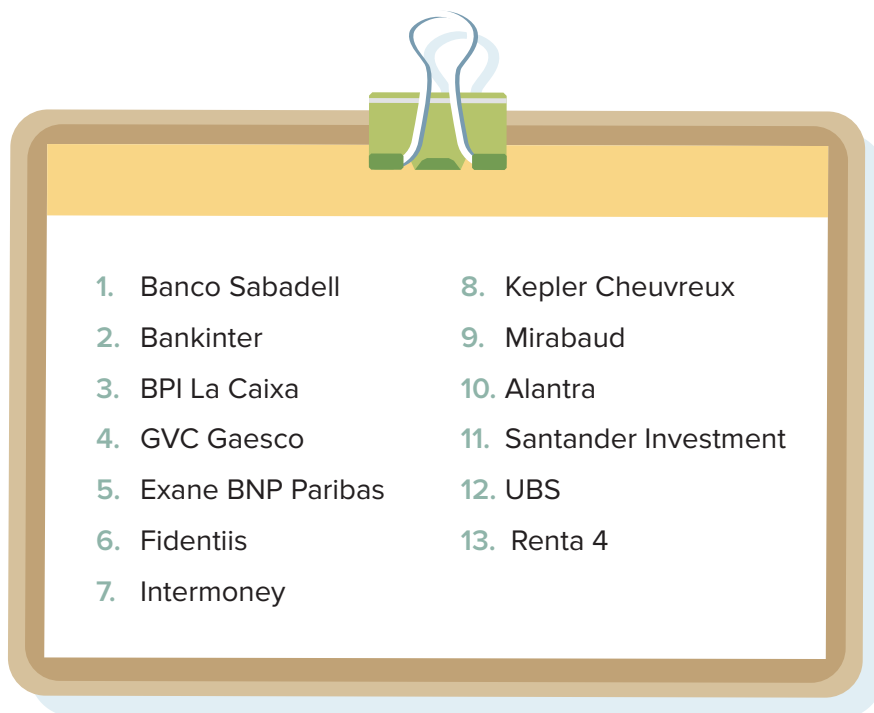 1. Banco Sabadell
2. Bankinter
3. BPI La Caixa
4. GVC Gaesco
5. Exane BNP Paribas
6. Fidentiis
7. Intermoney
8. Kepler Cheuvreux
9. Mirabaud
10. Alantra
11. Santander Investment
12. UBS
13. Renta 4